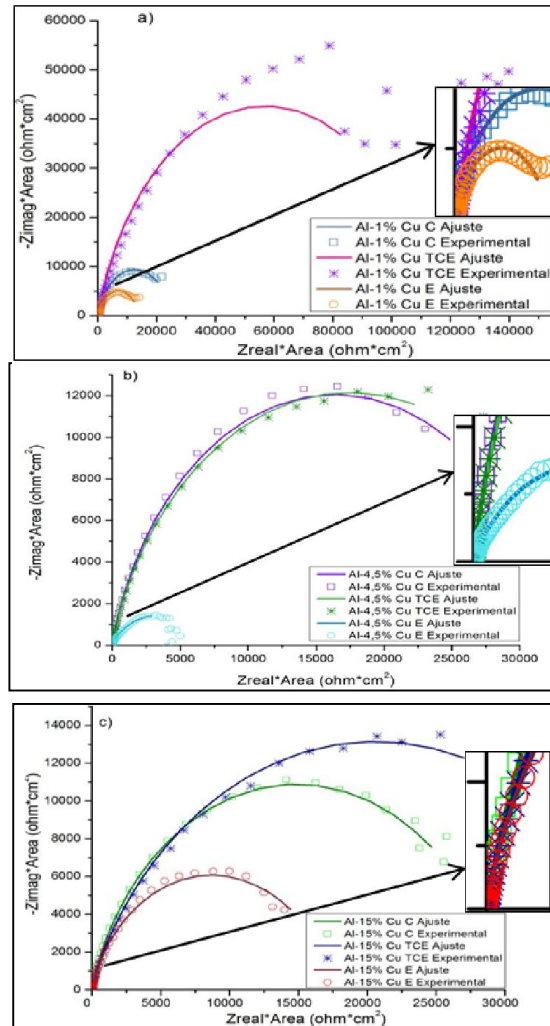 a)
60000
50000
40000
30000
20000
10000
0
-Zimag*Area (ohm*cm²)
Al-1% Cu C Ajuste
Al-1% Cu C Experimental
Al-1% Cu TCE Ajuste
Al-1% Cu TCE Experimental
Al-1% Cu E Ajuste
Al-1% Cu E Experimental
0 20000 40000 60000 80000 100000 120000 140000
Zreal*Area (ohm*cm²)
b)
12000
10000
8000
6000
4000
2000
0
-Zimag*Area (ohm*cm²)
Al-4,5% Cu C Ajuste
Al-4,5% Cu C Experimental
Al-4,5% Cu TCE Ajuste
Al-4,5% Cu TCE Experimental
Al-4,5% Cu E Ajuste
Al-4,5% Cu E Experimental
0 5000 10000 15000 20000 25000 30000
Zreal*Area (ohm*cm²)
c)
14000
12000
10000
8000
6000
4000
2000
0
-Zimag*Area (ohm*cm²)
Al-15% Cu C Ajuste
Al-15% Cu C Experimental
Al-15% Cu TCE Ajuste
Al-15% Cu TCE Experimental
Al-15% Cu E Ajuste
Al-15% Cu E Experimental
0 5000 10000 15000 20000 25000 30000
Zreal*Area (ohm*cm²)